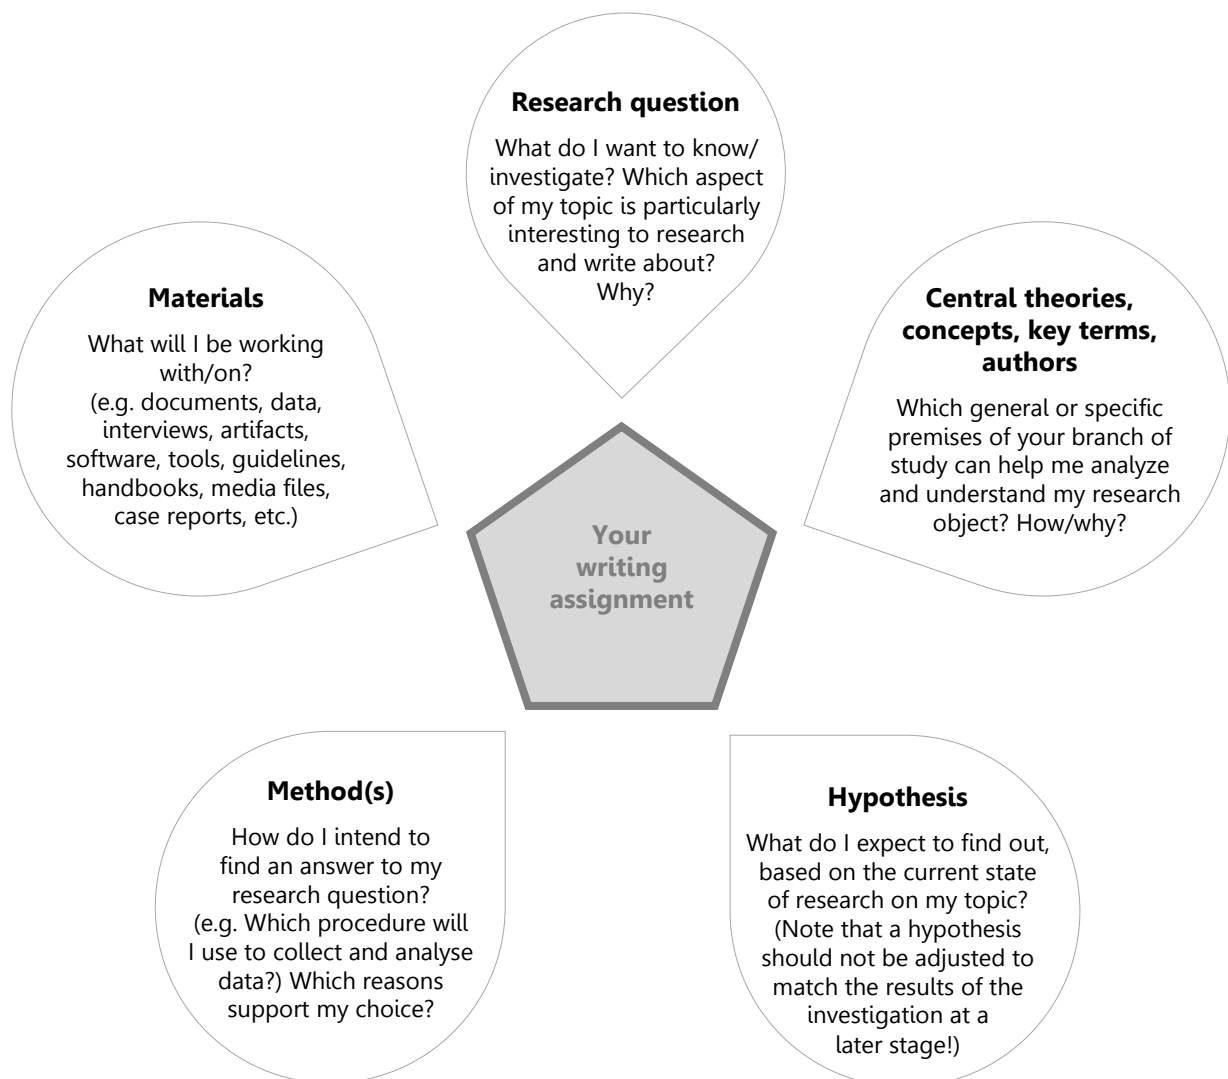 Research question
What do I want to know/
investigate? Which aspect
of my topic is particularly
interesting to research
and write about?
Why?
Materials
What will I be working
with/on?
(e.g. documents, data,
interviews, artifacts,
software, tools, guidelines,
handbooks, media files,
case reports, etc.)
Central theories,
concepts, key terms,
authors
Which general or specific
premises of your branch of
study can help me analyze
and understand my research
object? How/why?
Your
writing
assignment
Method(s)
How do I intend to
find an answer to my
research question?
(e.g. Which procedure will
I use to collect and analyse
data?) Which reasons
support my choice?
Hypothesis
What do I expect to find out,
based on the current state
of research on my topic?
(Note that a hypothesis
should not be adjusted to
match the results of the
investigation at a
later stage!)